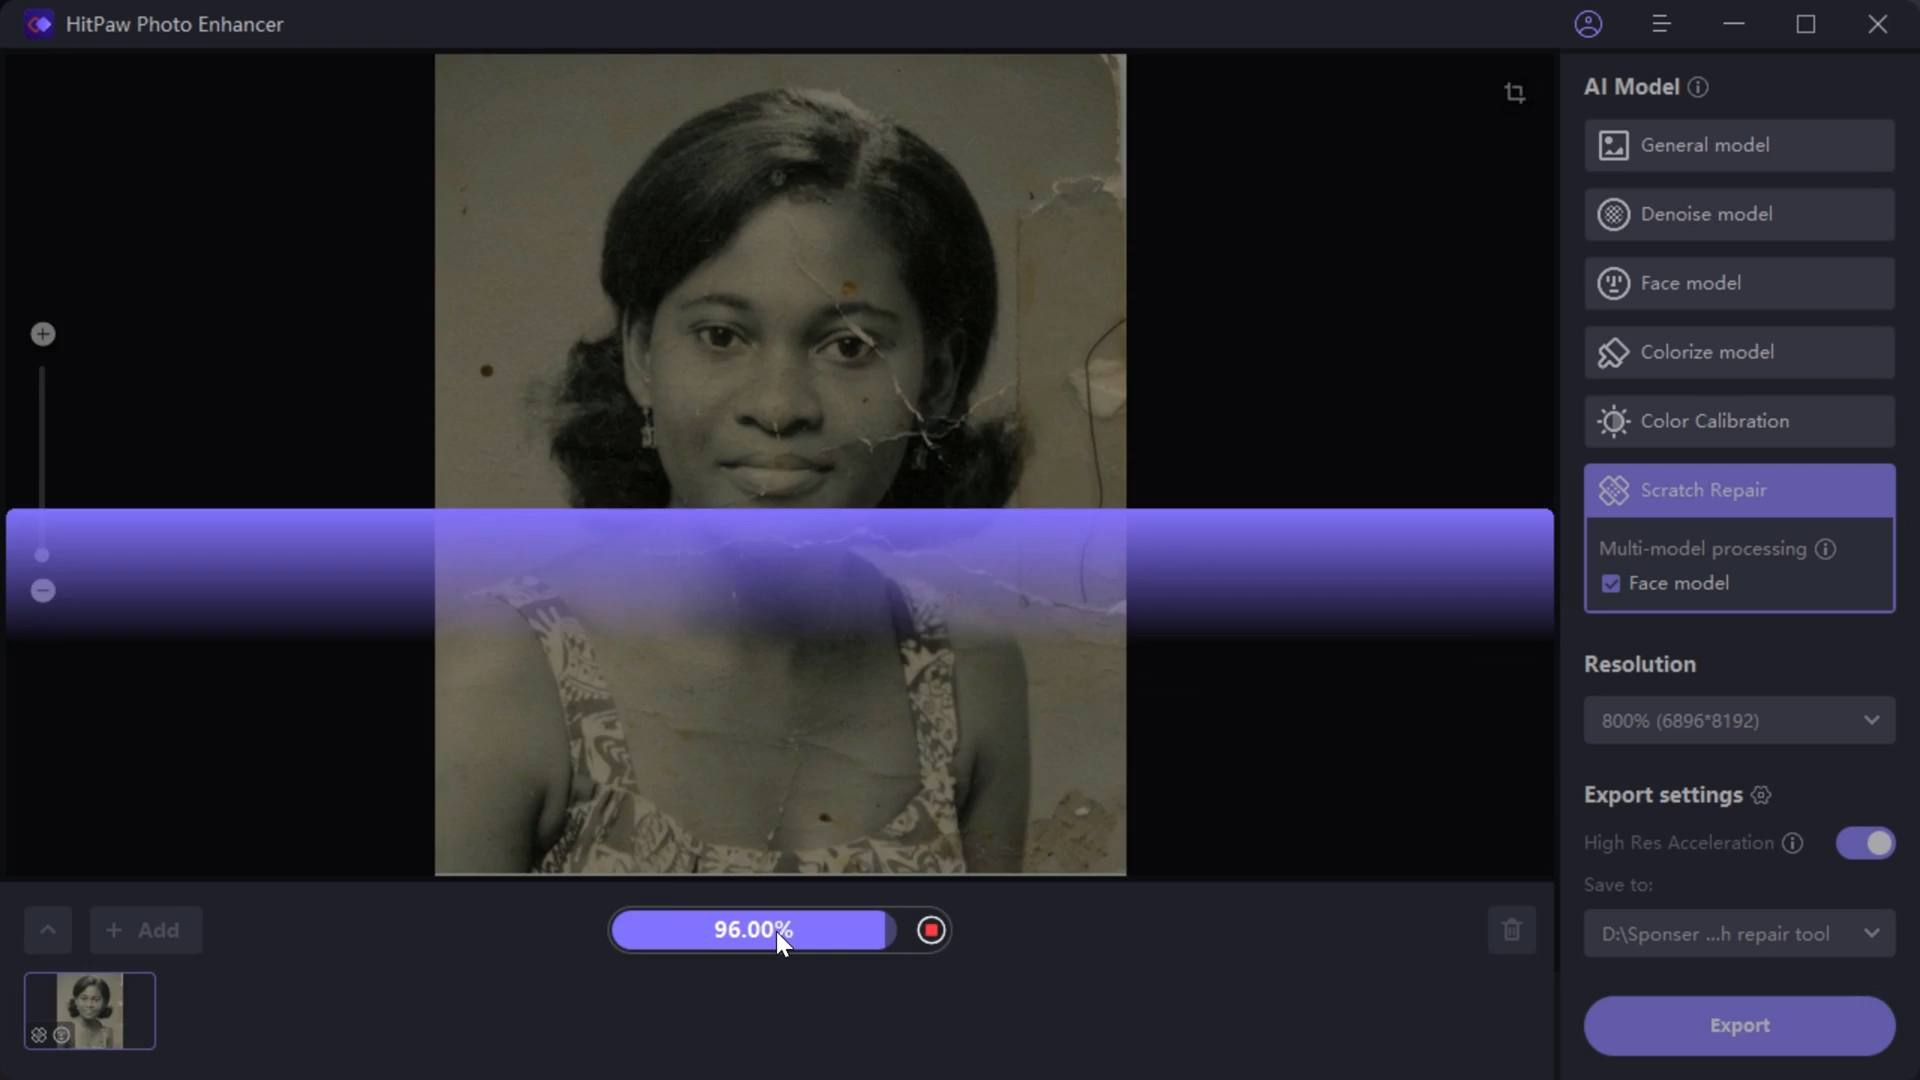 HitPaw Photo Enhancer
AI Model
General model
Denoise model
Face model
Colorize model
Color Calibration
Scratch Repair
Multi-model processing
Face model
Resolution
800% (6896*8192)
Export settings
High Res Acceleration
Save to:
D:\Sponser ...h repair tool
Export
Add
96.00%